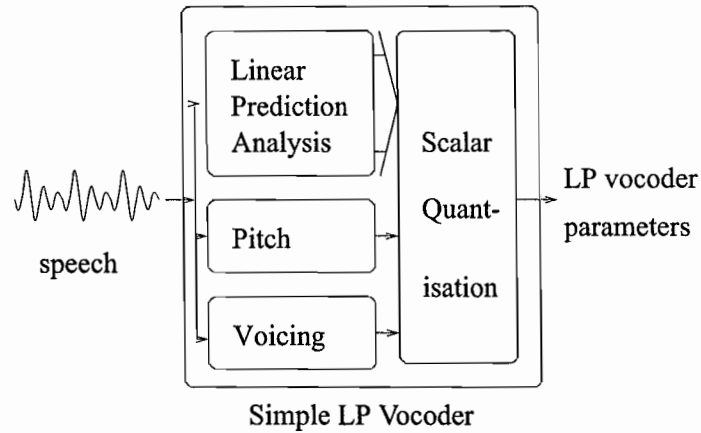 Linear
Prediction
Analysis
Scalar
Quant-
isation
Pitch
Voicing
speech
LP vocoder
parameters
Simple LP Vocoder